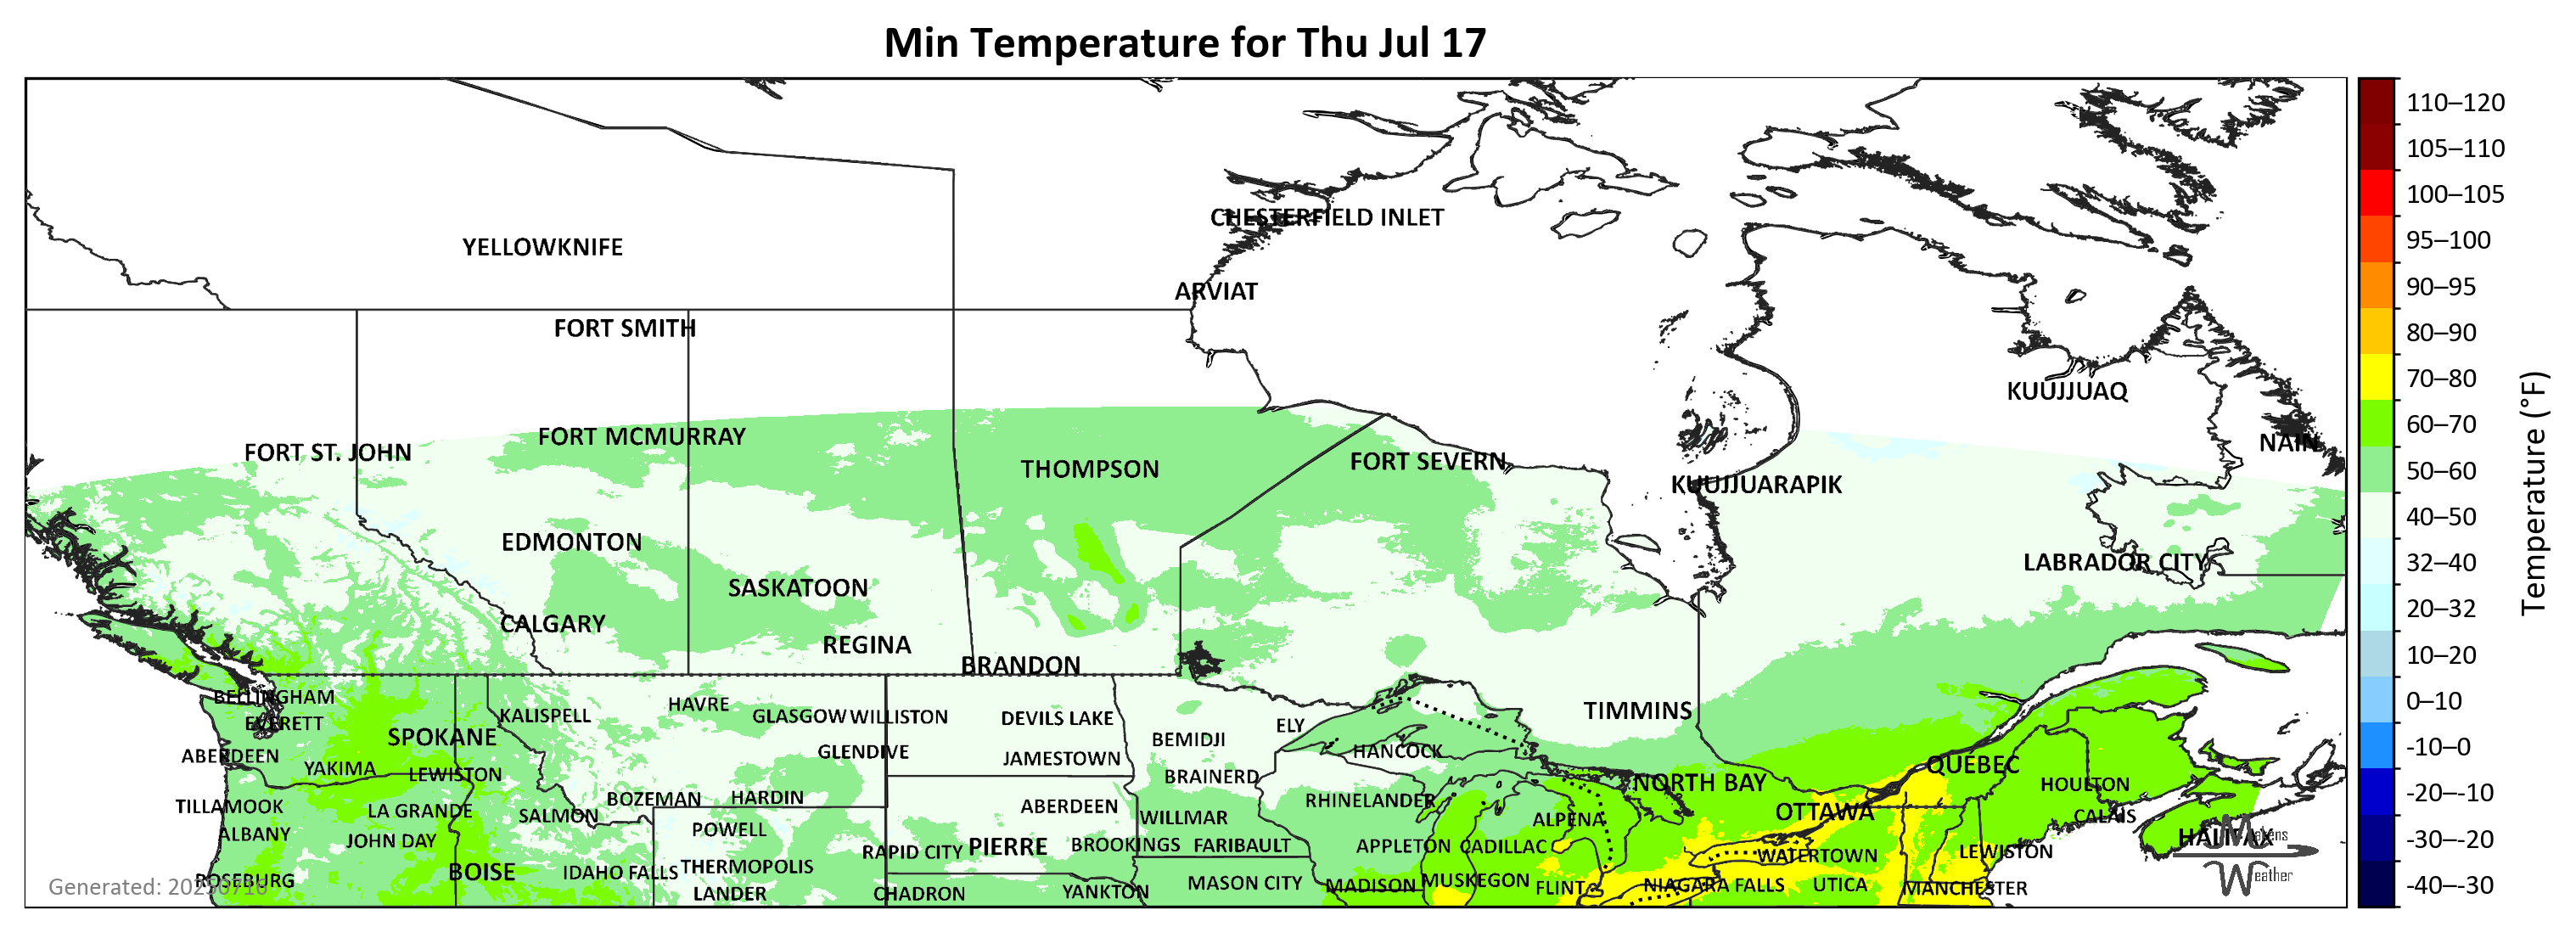 Min Temperature for Thu Jul 17
110–120
105–110
100–105
95–100
90–95
80–90
70–80
60–70
50–60
40–50
32–40
20–32
10–20
0–10
-10–0
-20–-10
-30–-20
-40–-30
Temperature (°F)
CHESTERFIELD INLET
YELLOWKNIFE
ARVIAT
FORT SMITH
KUUJJUAQ
FORT MCMURRAY
NAIN
FORT ST. JOHN
FORT SEVERN
THOMPSON
KUUJJUARAPIK
EDMONTON
LABRADOR CITY
SASKATOON
CALGARY
REGINA
BRANDON
BELLINGHAM
HAVRE
TIMMINS
KALISPELL
GLASGOW
WILLISTON
DEVILS LAKE
EVERETT
ELY
SPOKANE
BEMIDJI
GLENDIVE
HANCOCK
ABERDEEN
JAMESTOWN
QUEBEC
YAKIMA
LEWISTON
BRAINERD
NORTH BAY
HOULTON
BOZEMAN
HARDIN
RHINELANDER
TILLAMOOK
LA GRANDE
SALMON
ABERDEEN
WILLMAR
ALPENA
OTTAWA
CALAIS
ALBANY
JOHN DAY
POWELL
RAPID CITY
PIERRE
BROOKINGS
FARIBAULT
APPLETON
CADILLAC
WATERTOWN
LEWISTON
HALIFAX
Makens
Weather
BOISE
IDAHO FALLS
THERMOPOLIS
ROSEBURG
MASON CITY
MADISON
MUSKEGON
FLINT
NIAGARA FALLS
UTICA
MANCHESTER
LANDER
CHADRON
YANKTON
Generated: 20250716